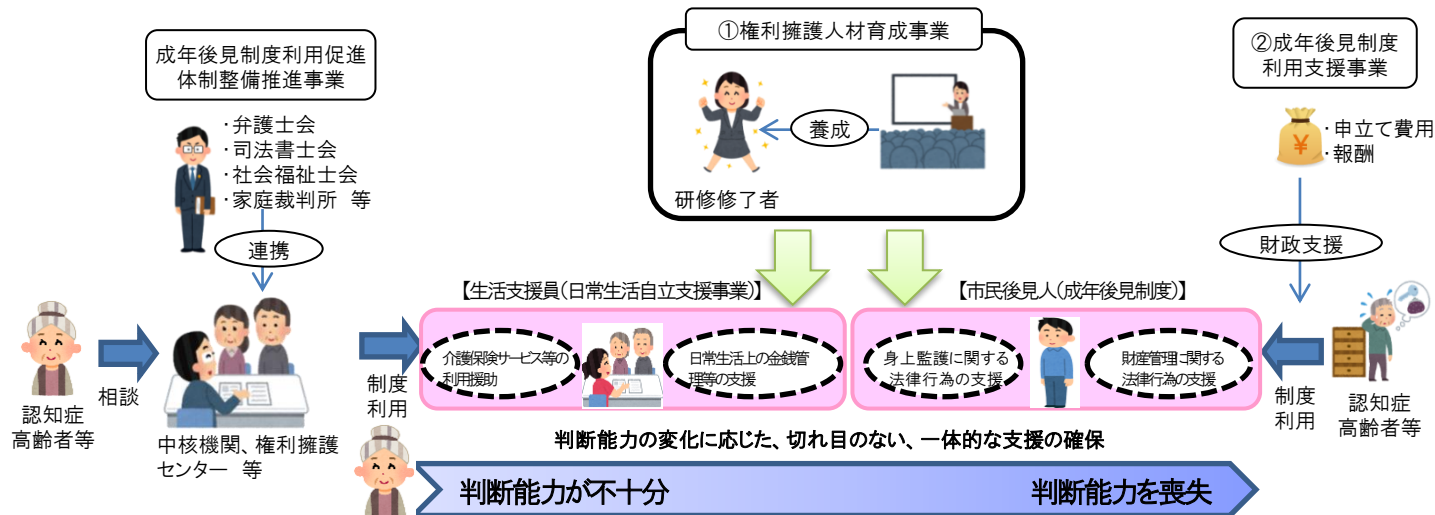 成年後見制度利用促進
体制整備推進事業
・弁護士会
・司法書士会
・社会福祉士会
・家庭裁判所　等
連携
①権利擁護人材育成事業
養成
研修修了者
②成年後見制度
利用支援事業
・申立て費用
・報酬
財政支援
【生活支援員（日常生活自立支援事業）】
【市民後見人（成年後見制度）】
介護保険サービス等の
利用援助
日常生活上の金銭管
理等の支援
身上監護に関する
法律行為の支援
財産管理に関する
法律行為の支援
相談
認知症
高齢者等
中核機関、権利擁護
センター　等
制度
利用
制度
利用
認知症
高齢者等
判断能力の変化に応じた、切れ目のない、一体的な支援の確保
判断能力が不十分
判断能力を喪失